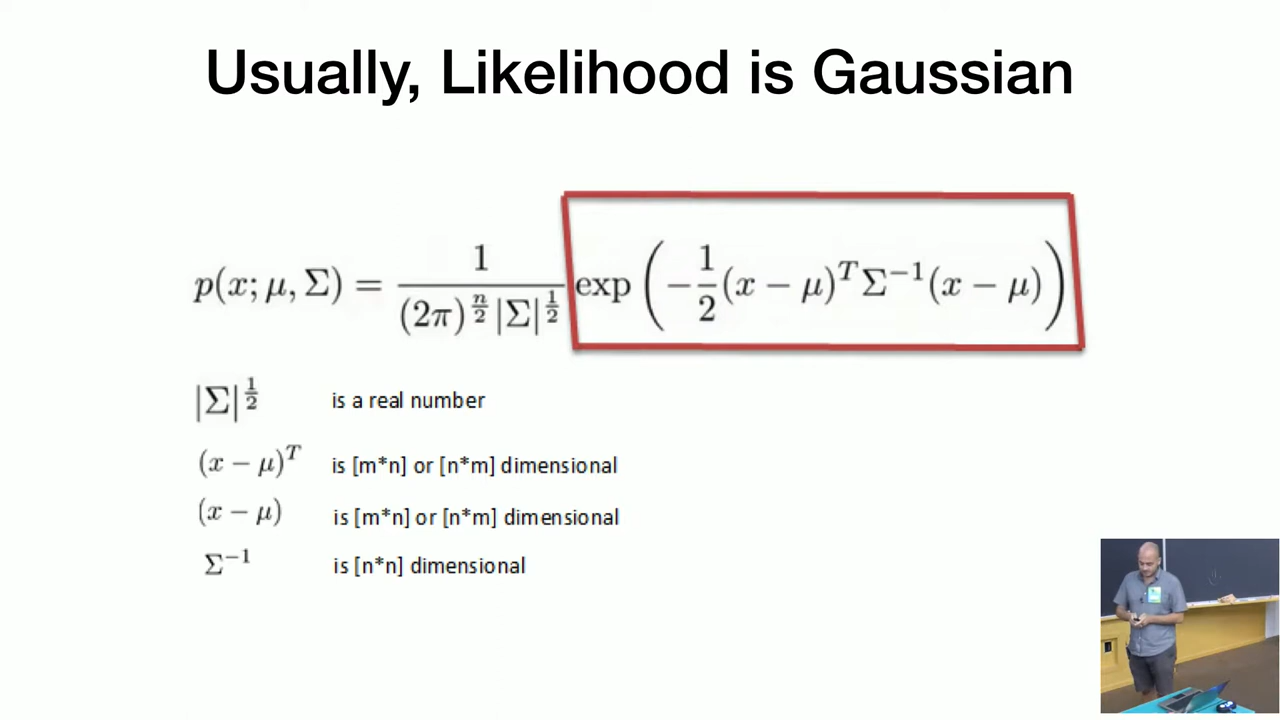 Usually, Likelihood is Gaussian
p(x; μ, Σ) = 1 / ((2π)^{n/2} |Σ|^{1/2}) exp(−1/2 (x − μ)^T Σ^{−1} (x − μ))
|Σ|^{1/2} is a real number
(x − μ)^T is [m*n] or [n*m] dimensional
(x − μ) is [m*n] or [n*m] dimensional
Σ^{−1} is [n*n] dimensional